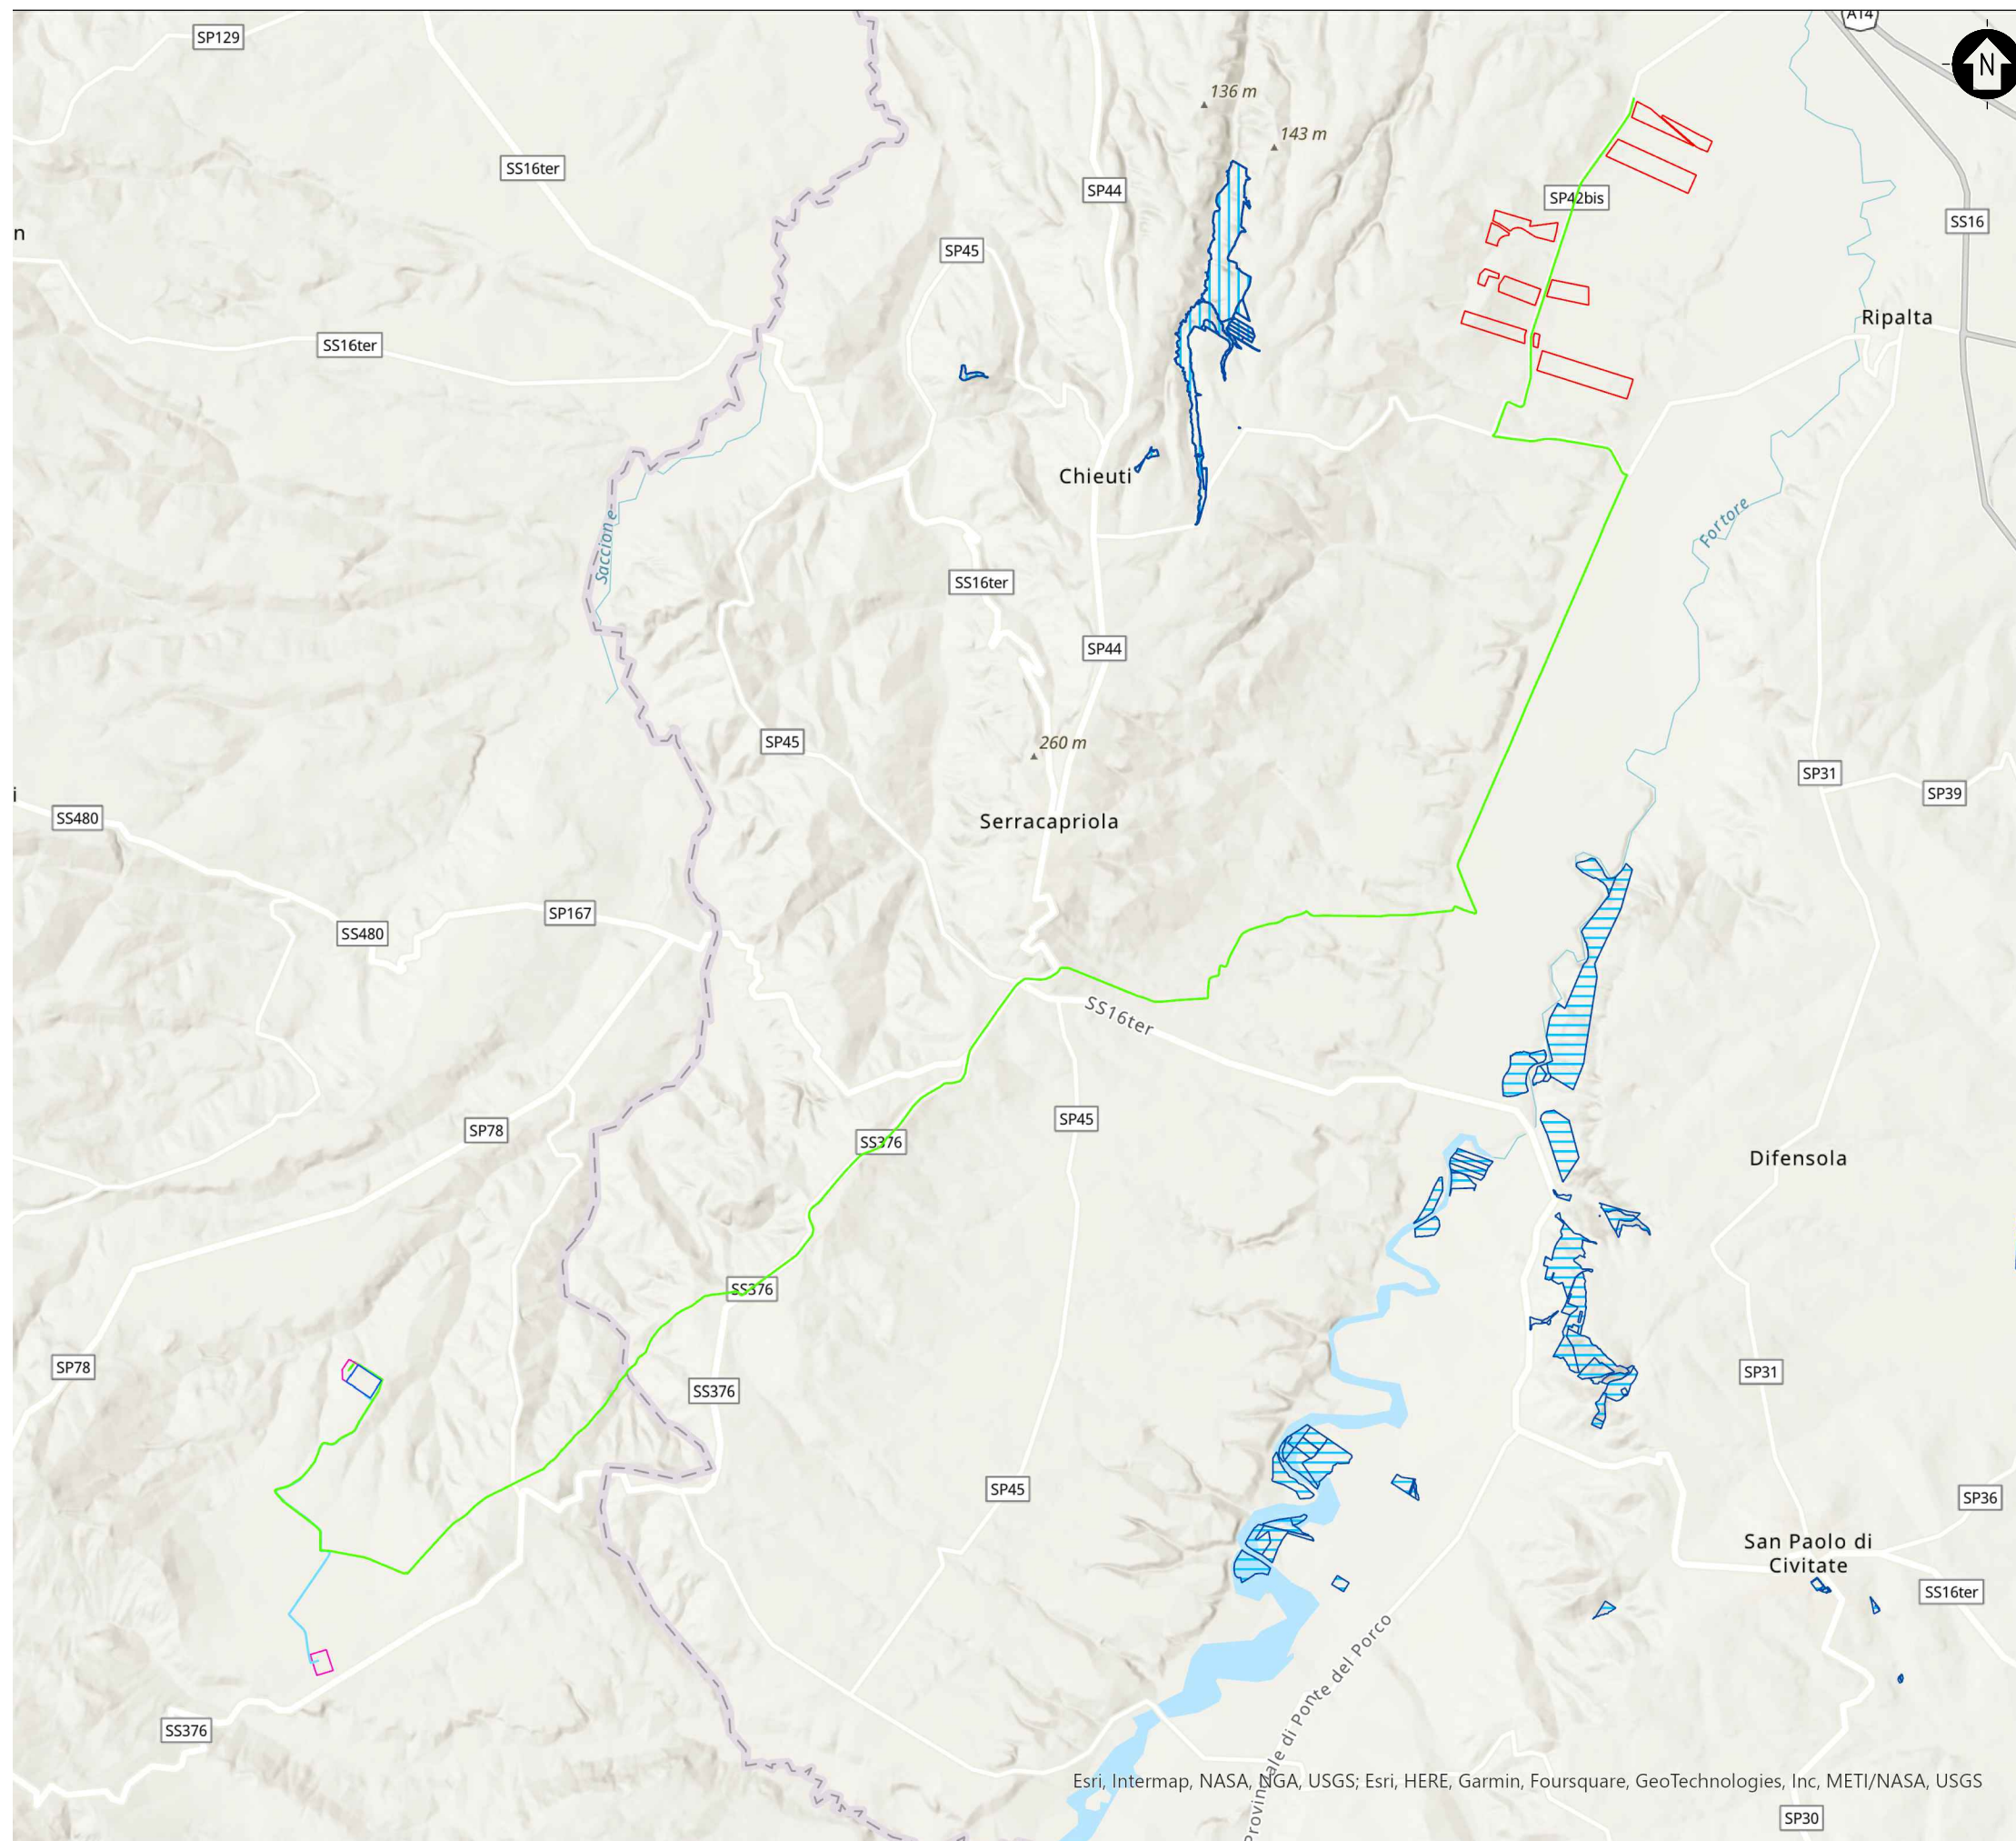 A14
SP129
N
136 m
143 m
SS16ter
SP44
SP42bis
SS16
n
SP45
Ripalta
SS16ter
Chieuti
Fortore
Saccione
SS16ter
SP44
SP45
260 m
SP31
SP39
i
SS480
Serracapriola
SP167
SS480
SS16ter
SP45
SP78
SS376
Difensola
SS376
SP78
SP31
SS376
SP45
SP36
San Paolo di
Civitate
SS16ter
Provinciale di Ponte del Porco
SS376
Esri, Intermap, NASA, NGA, USGS; Esri, HERE, Garmin, Foursquare, GeoTechnologies, Inc, METI/NASA, USGS
SP30